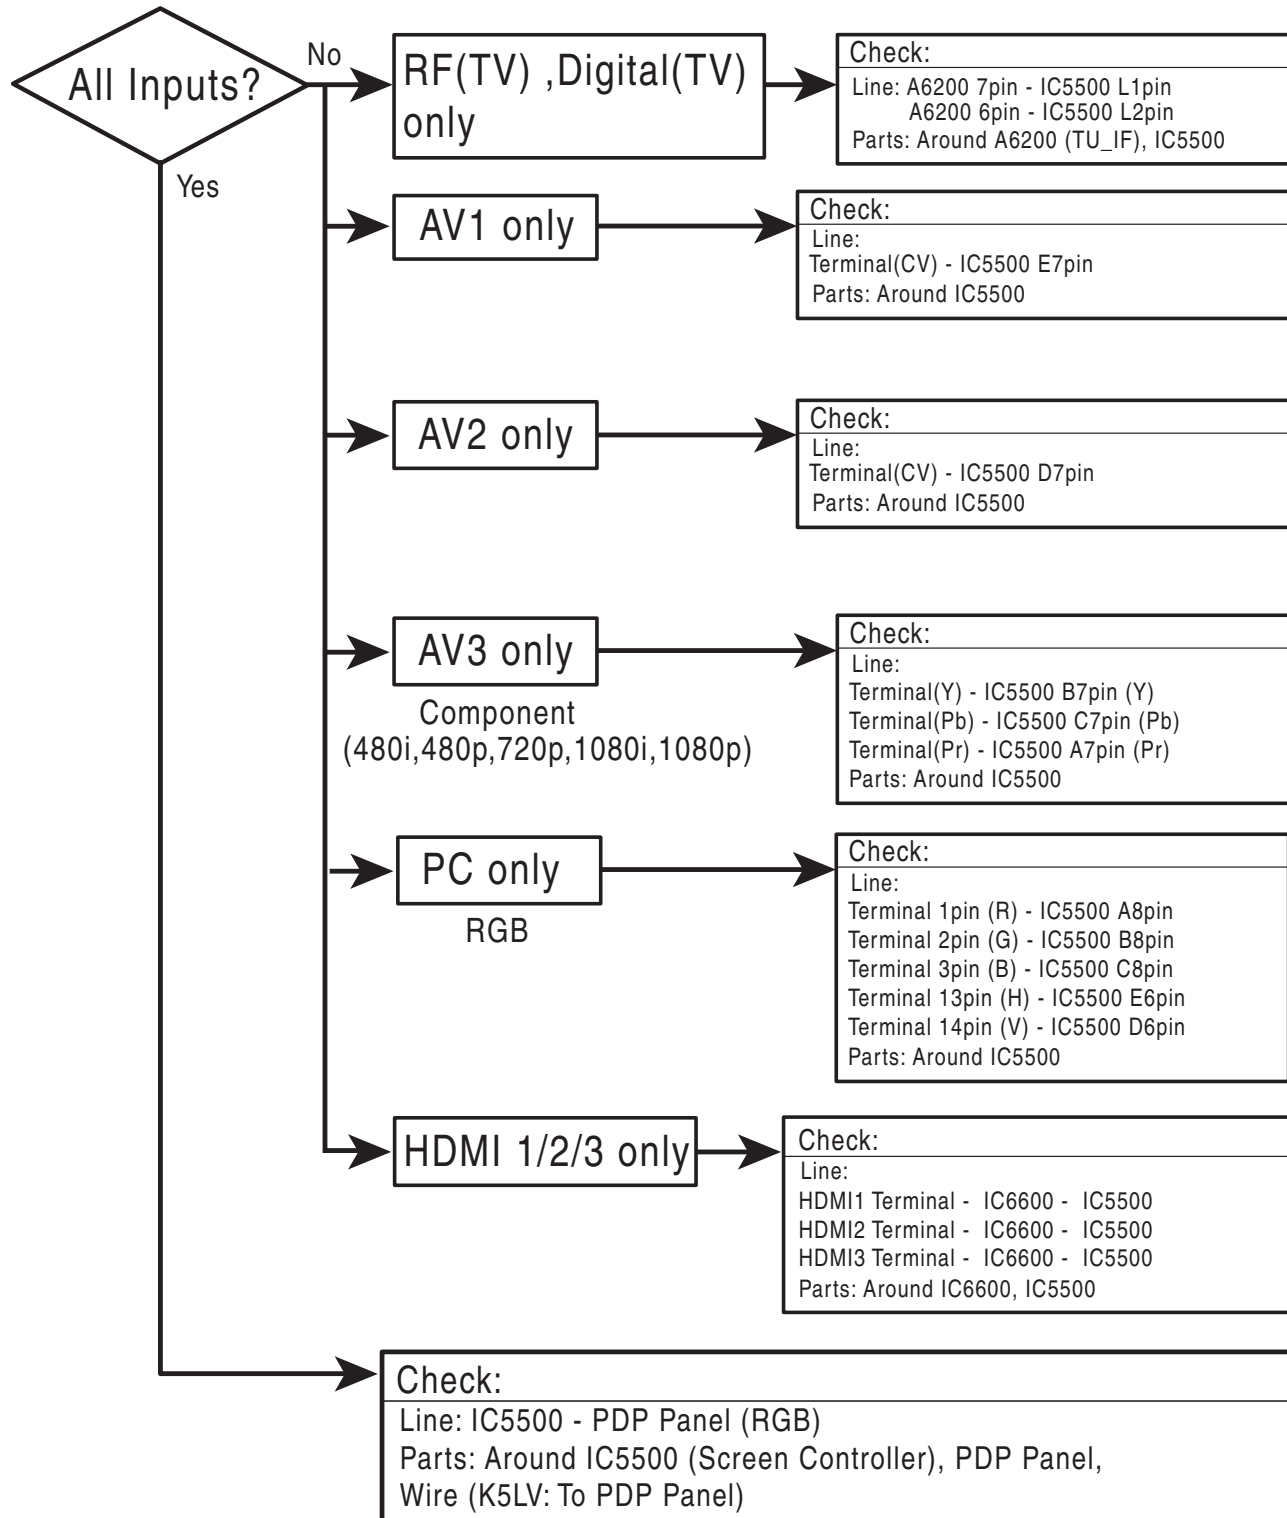 All Inputs?
No
Yes
RF(TV) ,Digital(TV)
only
Check:
Line: A6200 7pin - IC5500 L1pin
A6200 6pin - IC5500 L2pin
Parts: Around A6200 (TU_IF), IC5500
AV1 only
Check:
Line:
Terminal(CV) - IC5500 E7pin
Parts: Around IC5500
AV2 only
Check:
Line:
Terminal(CV) - IC5500 D7pin
Parts: Around IC5500
AV3 only
Component
(480i,480p,720p,1080i,1080p)
Check:
Line:
Terminal(Y) - IC5500 B7pin (Y)
Terminal(Pb) - IC5500 C7pin (Pb)
Terminal(Pr) - IC5500 A7pin (Pr)
Parts: Around IC5500
PC only
RGB
Check:
Line:
Terminal 1pin (R) - IC5500 A8pin
Terminal 2pin (G) - IC5500 B8pin
Terminal 3pin (B) - IC5500 C8pin
Terminal 13pin (H) - IC5500 E6pin
Terminal 14pin (V) - IC5500 D6pin
Parts: Around IC5500
HDMI 1/2/3 only
Check:
Line:
HDMI1 Terminal - IC6600 - IC5500
HDMI2 Terminal - IC6600 - IC5500
HDMI3 Terminal - IC6600 - IC5500
Parts: Around IC6600, IC5500
Check:
Line: IC5500 - PDP Panel (RGB)
Parts: Around IC5500 (Screen Controller), PDP Panel,
Wire (K5LV: To PDP Panel)